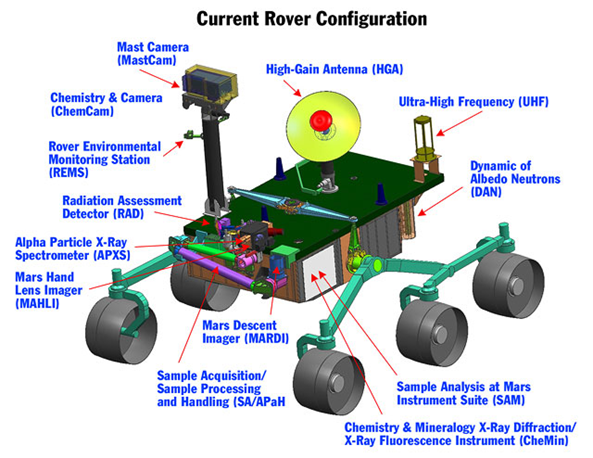 Current Rover Configuration
Mast Camera
(MastCam)
Chemistry & Camera
(ChemCam)
Rover Environmental
Monitoring Station
(REMS)
Radiation Assessment
Detector (RAD)
Alpha Particle X-Ray
Spectrometer (APXS)
Mars Hand
Lens Imager
(MAHLI)
High-Gain Antenna (HGA)
Ultra-High Frequency (UHF)
Dynamic of
Albedo Neutrons
(DAN)
Mars Descent
Imager (MARDI)
Sample Acquisition/
Sample Processing
and Handling (SA/APaH
Sample Analysis at Mars
Instrument Suite (SAM)
Chemistry & Mineralogy X-Ray Diffraction/
X-Ray Fluorescence Instrument (CheMin)